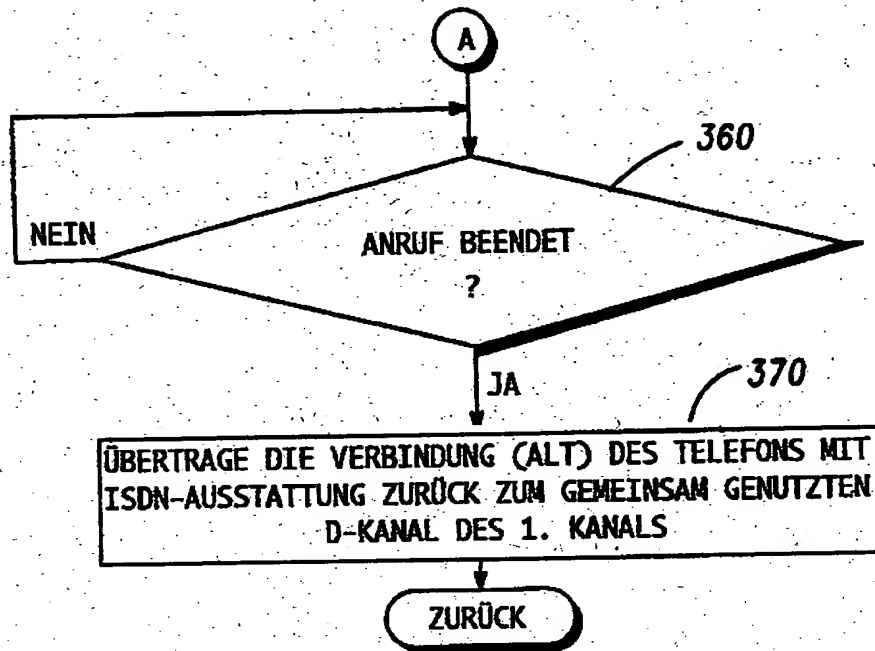 A
360
NEIN
ANRUF BEENDET
?
JA
370
ÜBERTRAGE DIE VERBINDUNG (ALT) DES TELEFONS MIT
ISDN-AUSSTATTUNG ZURÜCK ZUM GEMEINSAM GENUTZTEN
D-KANAL DES 1. KANALS
ZURÜCK